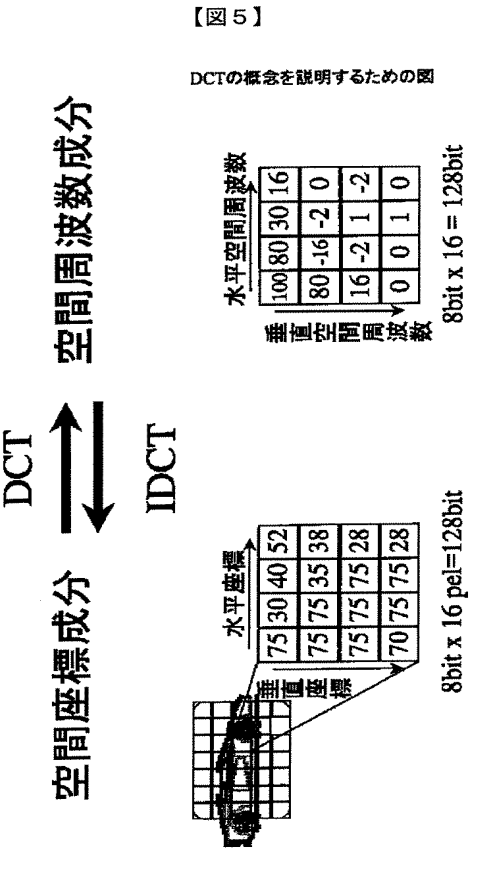 【図５】
DCTの概念を説明するための図
空間座標成分
DCT
IDCT
空間周波数成分
水平座標
垂直座標
75 30 40 52
75 75 35 38
75 75 75 28
70 75 75 28
8bit x 16 pel=128bit
水平空間周波数
垂直空間周波数
100 80 30 16
80 -16 -2 0
16 -2 1 -2
0 0 1 0
8bit x 16 = 128bit